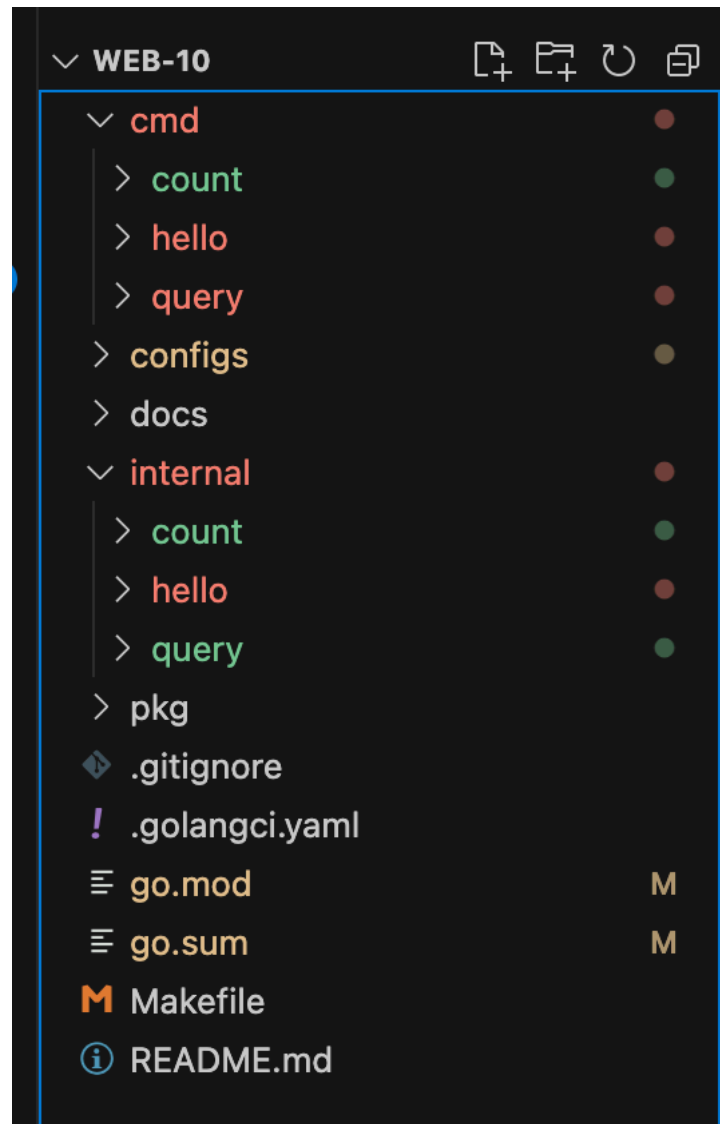 WEB-10
cmd
count
hello
query
configs
docs
internal
count
hello
query
pkg
.gitignore
! .golangci.yaml
go.mod M
go.sum M
M Makefile
README.md